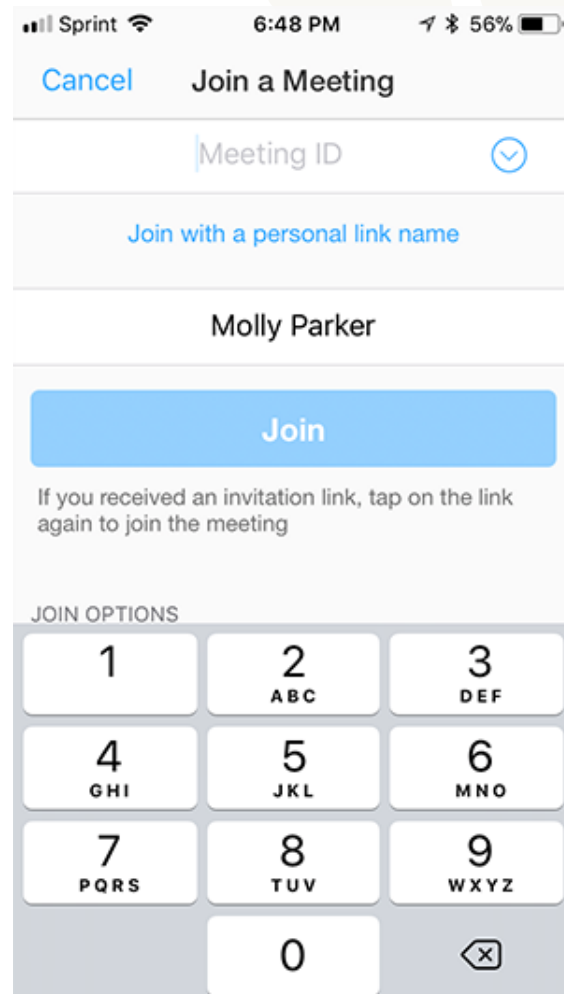 Sprint 6:48 PM 56%
Cancel Join a Meeting
Meeting ID
Join with a personal link name
Molly Parker
Join
If you received an invitation link, tap on the link
again to join the meeting
JOIN OPTIONS
1 2 3
ABC DEF
4 5 6
GHI JKL MNO
7 8 9
PQRS TUV WXYZ
0